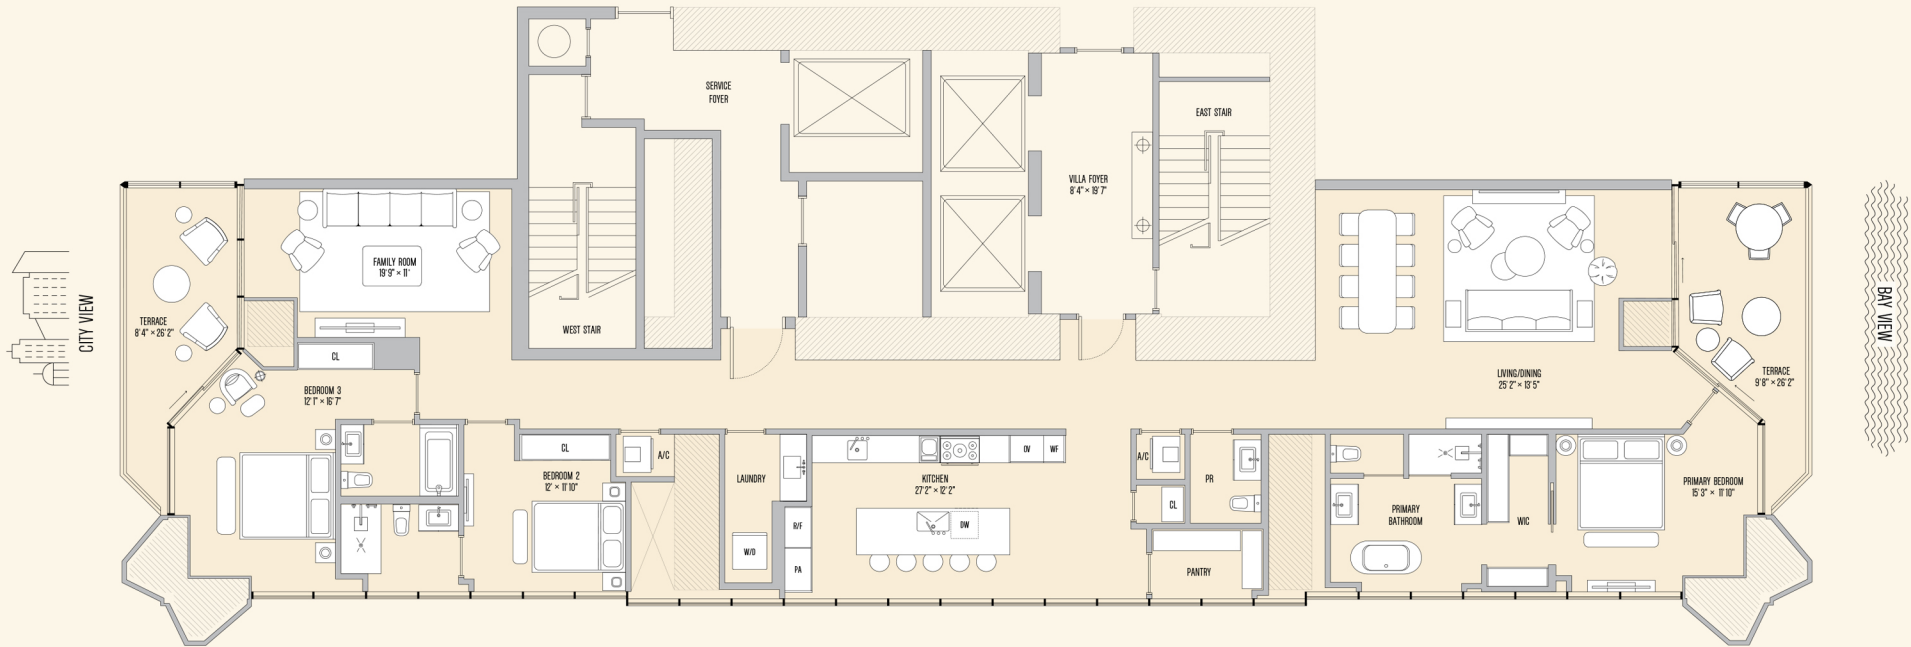 SERVICE
FOYER
EAST STAIR
VILLA FOYER
8' 4" × 19' 7"
FAMILY ROOM
19' 9" × 11'
TERRACE
8' 4" × 26' 2"
CITY VIEW
WEST STAIR
CL
BEDROOM 3
12' 1" × 16' 7"
LIVING/DINING
25' 2" × 13' 5"
TERRACE
9' 8" × 26' 2"
BAY VIEW
CL
BEDROOM 2
12' × 11' 10"
A/C
LAUNDRY
W/D
KITCHEN
27' 2" × 12' 2"
OV
WF
R/F
PA
DW
A/C
CL
PR
PANTRY
PRIMARY
BATHROOM
WIC
PRIMARY BEDROOM
15' 3" × 11' 10"